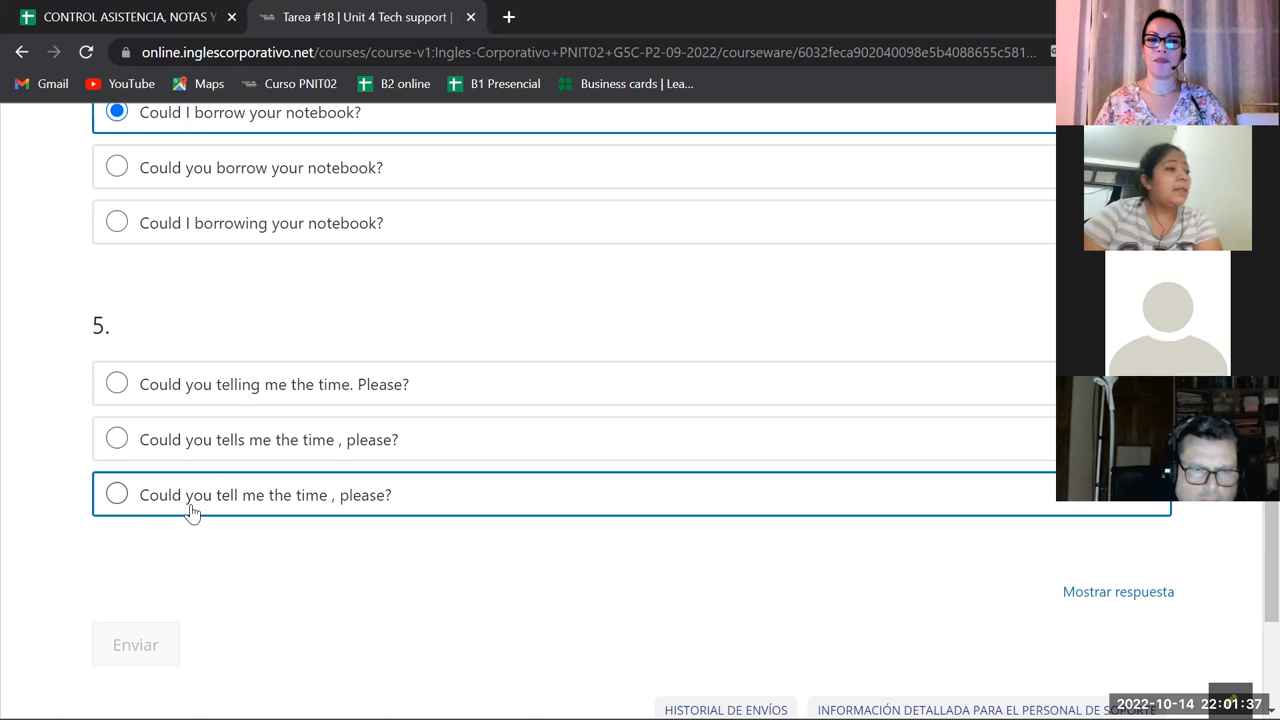 CONTROL ASISTENCIA, NOTAS Y
Tarea #18 | Unit 4 Tech support |
online.inglescorporativo.net/courses/course-v1:Inglescorporativo+PNIT02+G5C-P2-09-2022/courseware/6032feca90204609be5b4088655c581...
Gmail
YouTube
Maps
Curso PNIT02
B2 online
B1 Presencial
Business cards | Lea...
Could I borrow your notebook?
Could you borrow your notebook?
Could I borrowing your notebook?
5.
Could you telling me the time. Please?
Could you tells me the time , please?
Could you tell me the time , please?
Mostrar respuesta
Enviar
HISTORIAL DE ENVÍOS
INFORMACIÓN DETALLADA PARA EL PERSONAL DE SOPORTE
2022-10-14 22:01:37